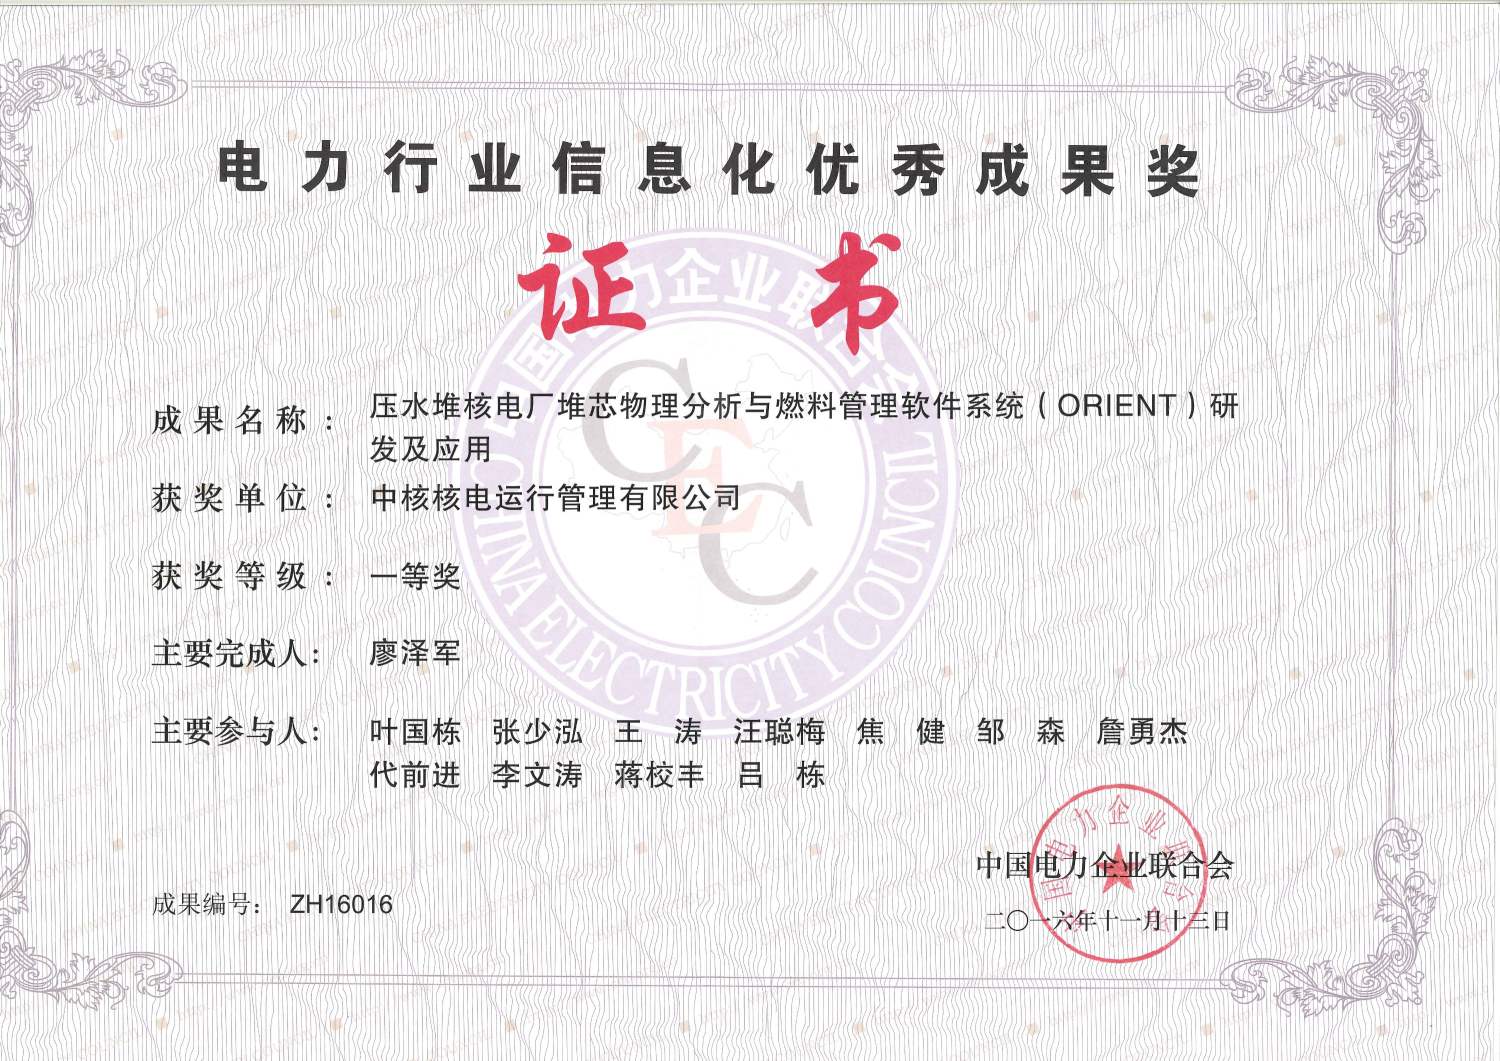 电力行业信息化优秀成果奖
证书
成果名称：压水堆核电厂堆芯物理分析与燃料管理软件系统（ORIENT）研
发及应用
获奖单位：中核核电运行管理有限公司
获奖等级：一等奖
主要完成人：廖泽军
主要参与人：叶国栋 张少泓 王 涛 汪聪梅 焦 健 邹 森 詹勇杰
代前进 李文涛 蒋校丰 吕 栋
中国电力企业联合会
成果编号：ZH16016
二〇一六年十一月十三日
中国电力企业联合会
CHINA ELECTRICITY COUNCIL
CEC